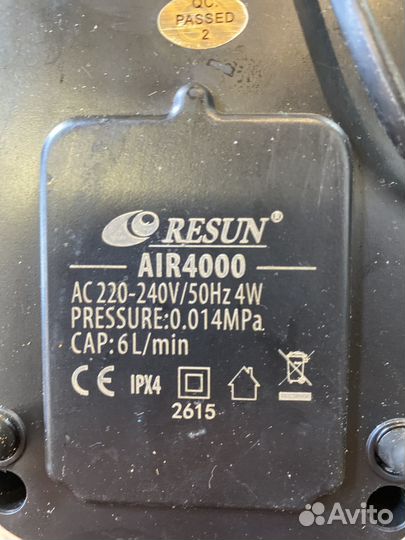 QC.
PASSED
2
RESUN®
AIR4000
AC 220-240V/50Hz 4W
PRESSURE:0.014MPa
CAP: 6L/min
CE IPX4
2615
Avito